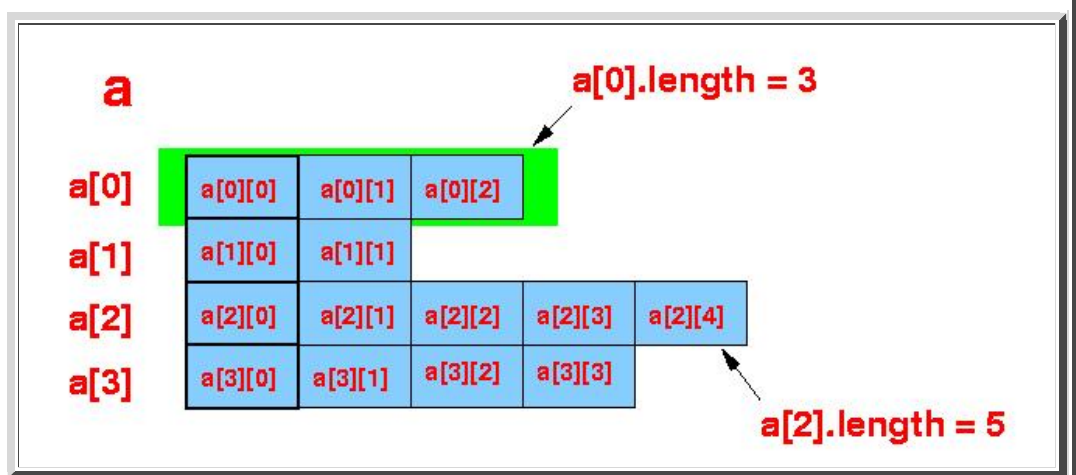 a
a[0].length = 3
a[0] a[0][0] a[0][1] a[0][2]
a[1] a[1][0] a[1][1]
a[2] a[2][0] a[2][1] a[2][2] a[2][3] a[2][4]
a[3] a[3][0] a[3][1] a[3][2] a[3][3]
a[2].length = 5